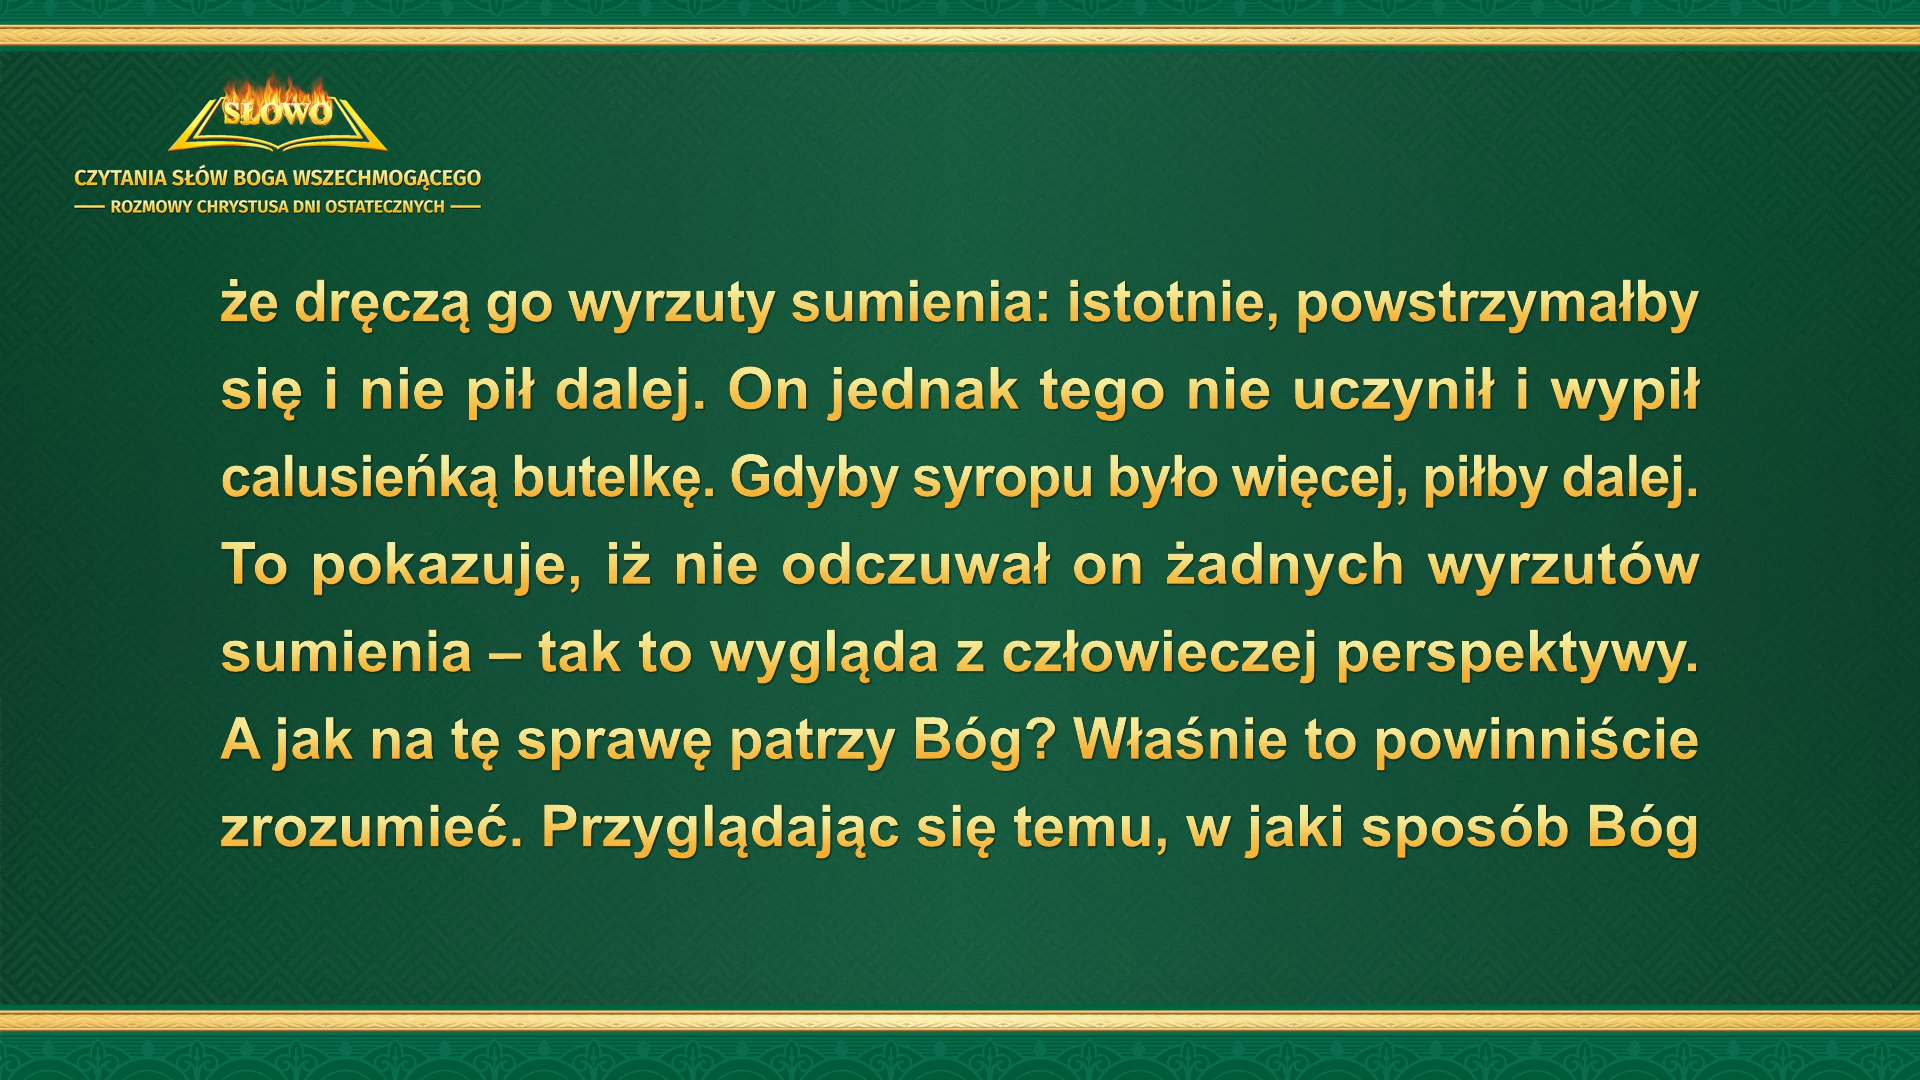 SŁOWO
CZYTANIA SŁÓW BOGA WSZECHMOGĄCEGO
ROZMOWY CHRYSTUSA DNI OSTATECZNYCH
że dręczą go wyrzuty sumienia: istotnie, powstrzymałby
się i nie pił dalej. On jednak tego nie uczynił i wypił
calusieńką butelkę. Gdyby syropu było więcej, piłby dalej.
To pokazuje, iż nie odczuwał on żadnych wyrzutów
sumienia – tak to wygląda z człowieczej perspektywy.
A jak na tę sprawę patrzy Bóg? Właśnie to powinniście
zrozumieć. Przyglądając się temu, w jaki sposób Bóg